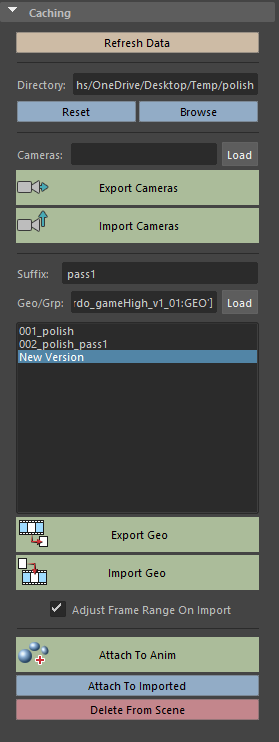 Caching
Refresh Data
Directory: hs/OneDrive/Desktop/Temp/polish
Reset Browse
Cameras: Load
Export Cameras
Import Cameras
Suffix: pass1
Geo/Grp: rdo_gameHigh_v1_01:GEO'] Load
001_polish
002_polish_pass1
New Version
Export Geo
Import Geo
Adjust Frame Range On Import
Attach To Anim
Attach To Imported
Delete From Scene